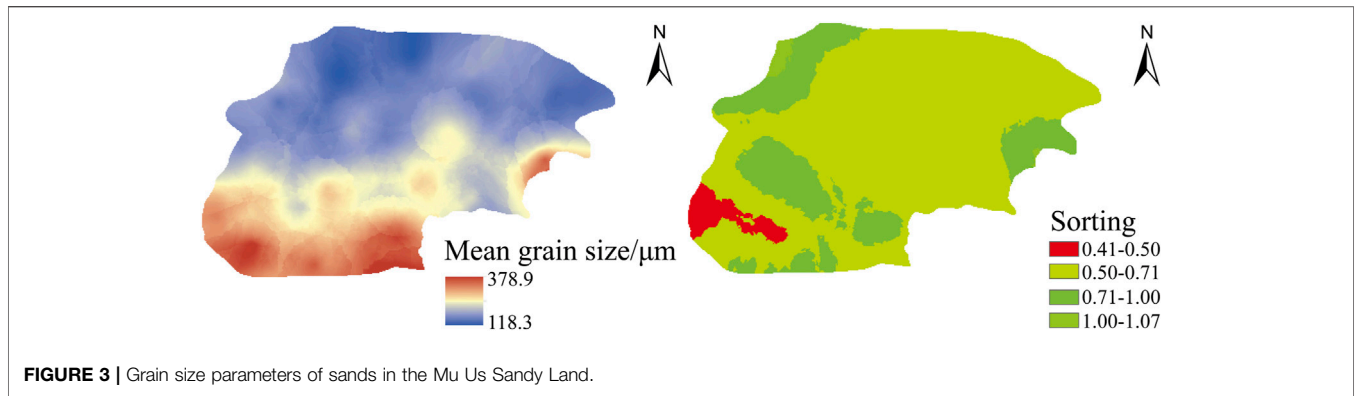 N
N
Mean grain size/μm
378.9
118.3
Sorting
0.41-0.50
0.50-0.71
0.71-1.00
1.00-1.07
FIGURE 3 | Grain size parameters of sands in the Mu Us Sandy Land.